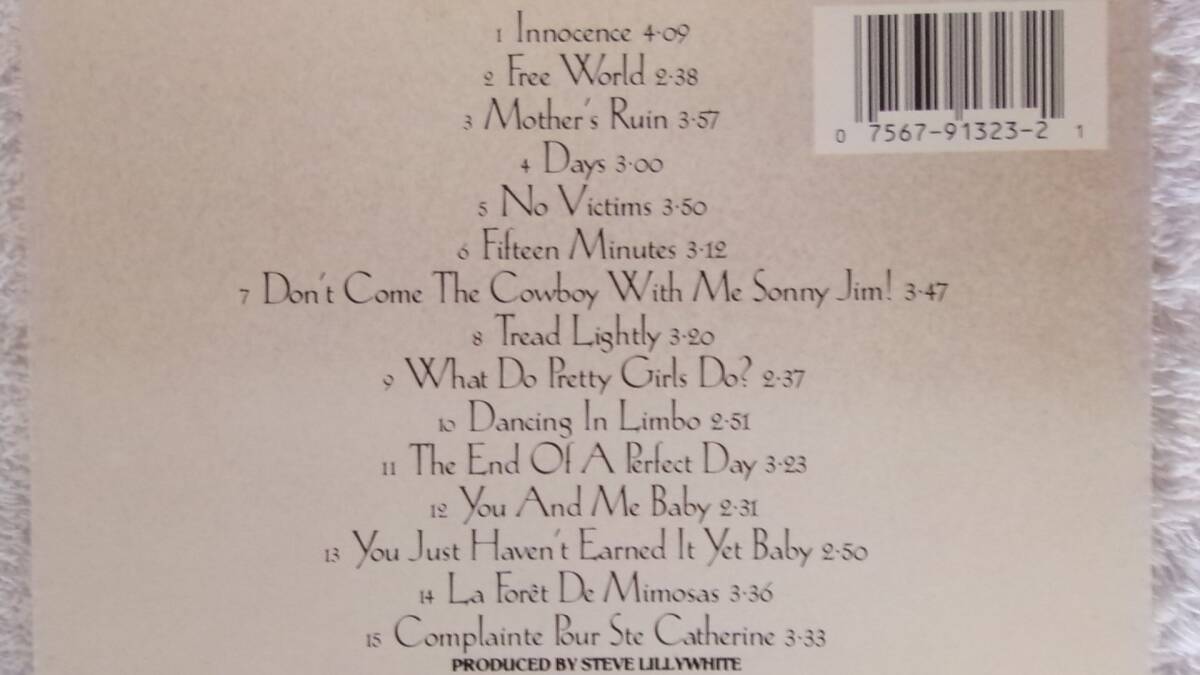 1 Innocence 4·09
2 Free World 2·38
3 Mother's Ruin 3·57
4 Days 3·00
5 No Victims 3·50
6 Fifteen Minutes 3·12
7 Don't Come The Cowboy With Me Sonny Jim! 3·47
8 Tread Lightly 3·20
9 What Do Pretty Girls Do? 2·37
10 Dancing In Limbo 2·51
11 The End Of A Perfect Day 3·23
12 You And Me Baby 2·31
13 You Just Haven't Earned It Yet Baby 2·50
14 La Forêt De Mimosas 3·36
15 Complainte Pour Ste Catherine 3·33
PRODUCED BY STEVE LILLYWHITE
0 7567-91323-2 1